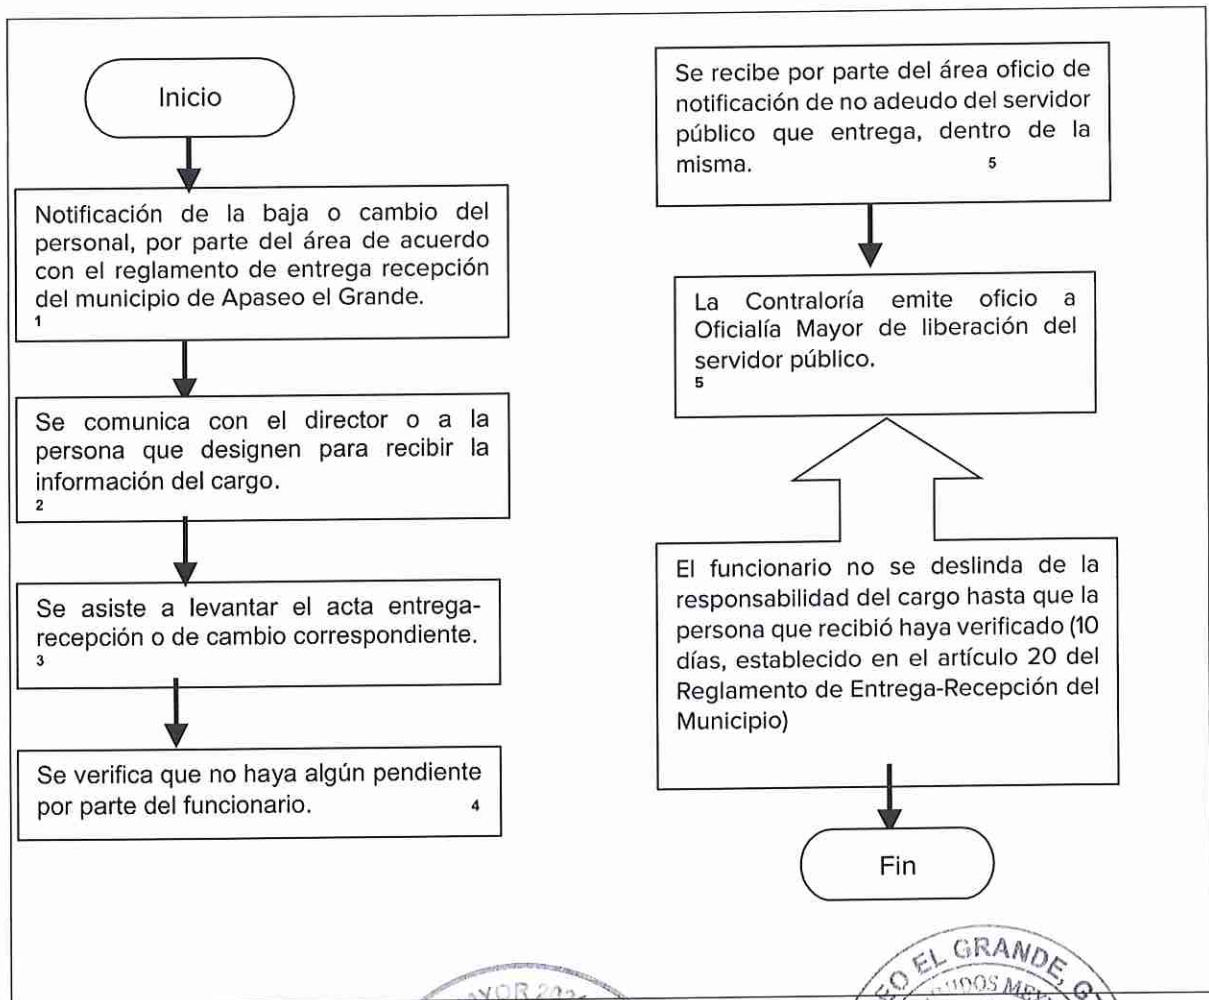 Inicio
Notificación de la baja o cambio del
personal, por parte del área de acuerdo
con el reglamento de entrega recepción
del municipio de Apaseo el Grande.
1
Se comunica con el director o a la
persona que designen para recibir la
información del cargo.
2
Se asiste a levantar el acta entrega-
recepción o de cambio correspondiente.
3
Se verifica que no haya algún pendiente
por parte del funcionario. 4
Se recibe por parte del área oficio de
notificación de no adeudo del servidor
público que entrega, dentro de la
misma. 5
La Contraloría emite oficio a
Oficialía Mayor de liberación del
servidor público.
5
El funcionario no se deslinda de la
responsabilidad del cargo hasta que la
persona que recibió haya verificado (10
días, establecido en el artículo 20 del
Reglamento de Entrega-Recepción del
Municipio)
Fin
EL GRANDE,